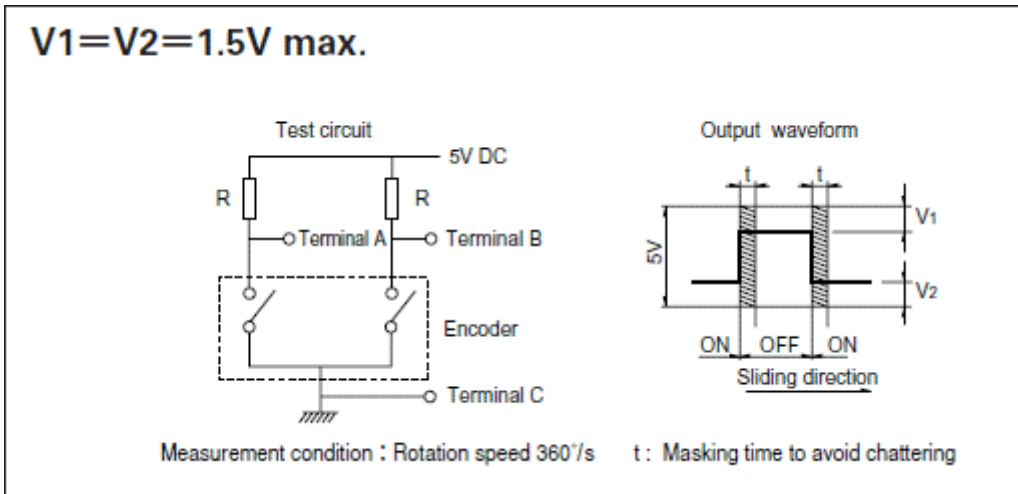 V1=V2=1.5V max.
Test circuit
5V DC
R
R
Terminal A
Terminal B
Encoder
Terminal C
Output waveform
t
t
V1
5V
V2
ON
OFF
ON
Sliding direction
Measurement condition : Rotation speed 360°/s
t : Masking time to avoid chattering